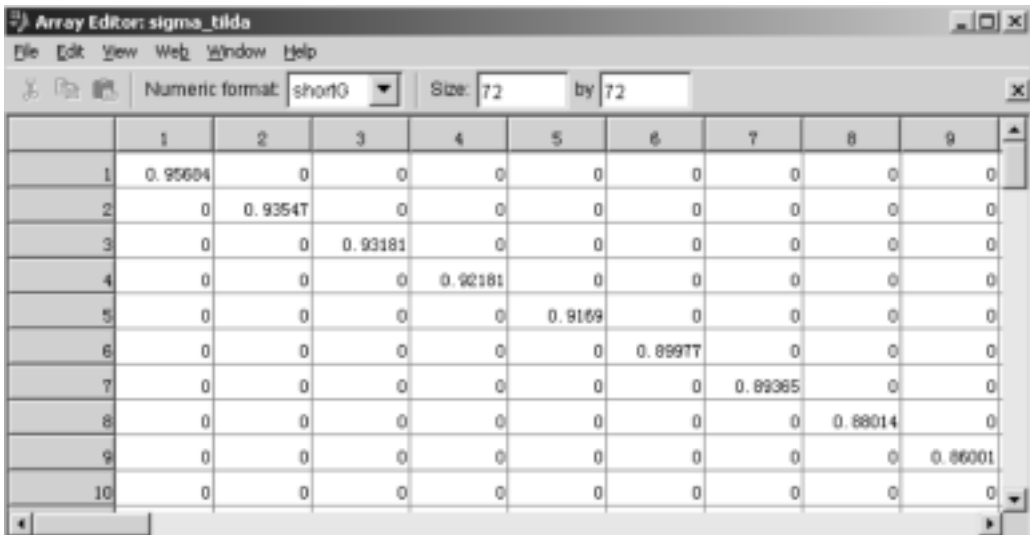 Array Editor: sigma_tilda
File Edit View Web Window Help
Numeric format: shortG Size: 72 by 72
1 2 3 4 5 6 7 8 9
1 0.95684 0 0 0 0 0 0 0 0
2 0 0.93547 0 0 0 0 0 0 0
3 0 0 0.93181 0 0 0 0 0 0
4 0 0 0 0.92181 0 0 0 0 0
5 0 0 0 0 0.9169 0 0 0 0
6 0 0 0 0 0 0.89977 0 0 0
7 0 0 0 0 0 0 0.89365 0 0
8 0 0 0 0 0 0 0 0.88014 0
9 0 0 0 0 0 0 0 0 0.86001
10 0 0 0 0 0 0 0 0 0